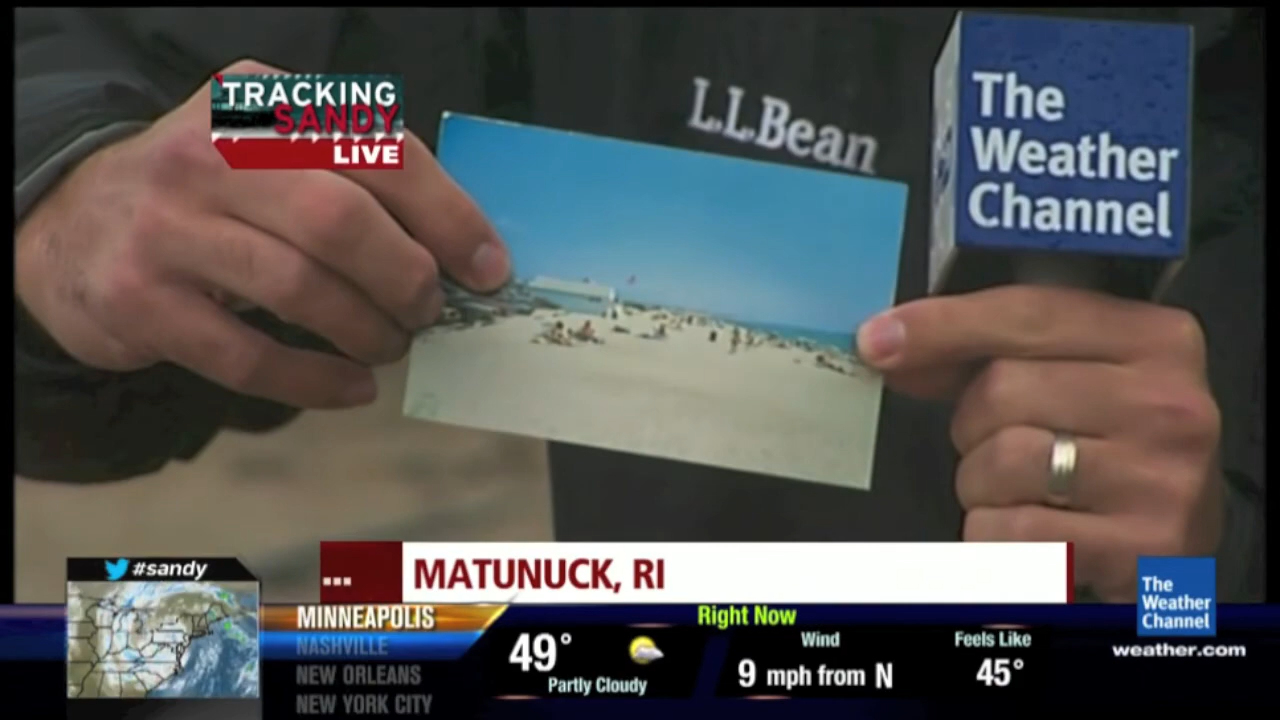 TRACKING
SANDY
LIVE
L.L.Bean
The
Weather
Channel
...
MATUNUCK, RI
#sandy
MINNEAPOLIS
NASHVILLE
NEW ORLEANS
NEW YORK CITY
Right Now
49°
Partly Cloudy
Wind
9 mph from N
Feels Like
45°
The
Weather
Channel
weather.com